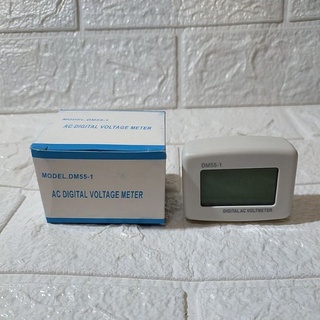 MODEL:DM55-1
AC DIGITAL VOLTAGE METER
MODEL:DM55-1
AC DIGITAL VOLTAGE METER
DM55-1
DIGITAL AC VOLTMETER